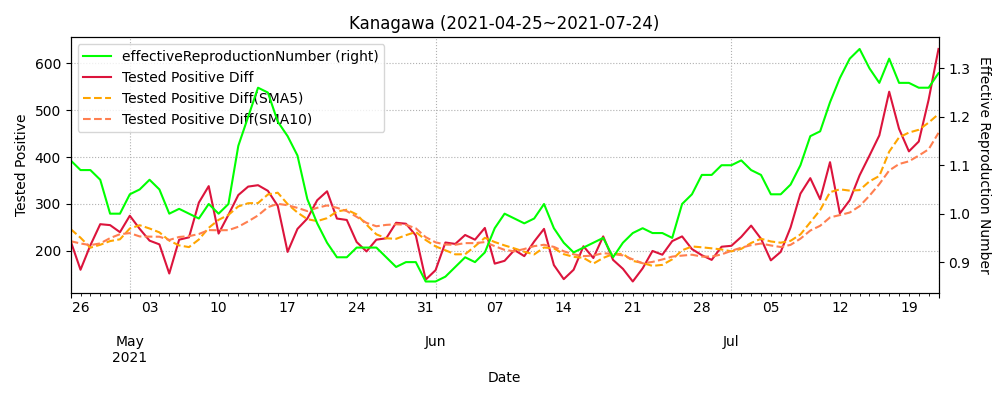 Kanagawa (2021-04-25~2021-07-24)
effectiveReproductionNumber (right)
Tested Positive Diff
Tested Positive Diff(SMA5)
Tested Positive Diff(SMA10)
Tested Positive
600
500
400
300
200
1.3
1.2
1.1
1.0
0.9
Effective Reproduction Number
26 03 10 17 24 31 07 14 21 28 05 12 19
May Jun Jul
2021
Date